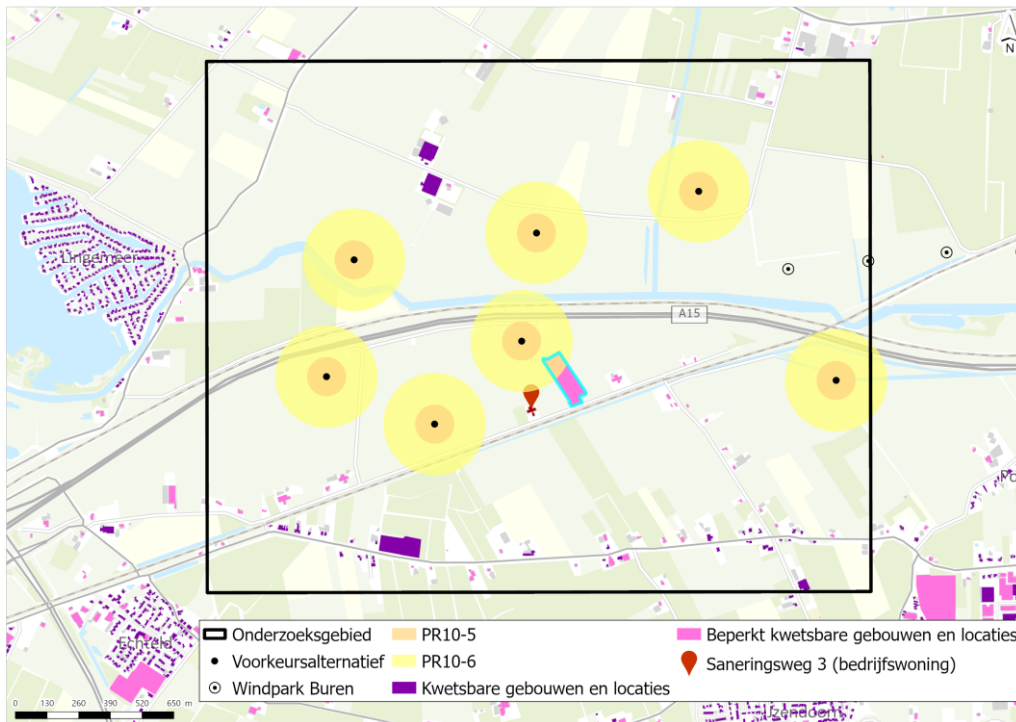 N
Lingemeer
A15
Echteld
IJzendoorn
Onderzoeksgebied
Voorkeursalternatief
Windpark Buren
PR10-5
PR10-6
Kwetsbare gebouwen en locaties
Beperkt kwetsbare gebouwen en locaties
Saneringsweg 3 (bedrijfswoning)
0 130 260 390 520 650 m